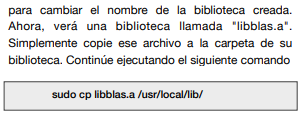 para cambiar el nombre de la biblioteca creada.
Ahora, verá una biblioteca llamada "libblas.a".
Simplemente copie ese archivo a la carpeta de su
biblioteca. Continúe ejecutando el siguiente comando
sudo cp libblas.a /usr/local/lib/